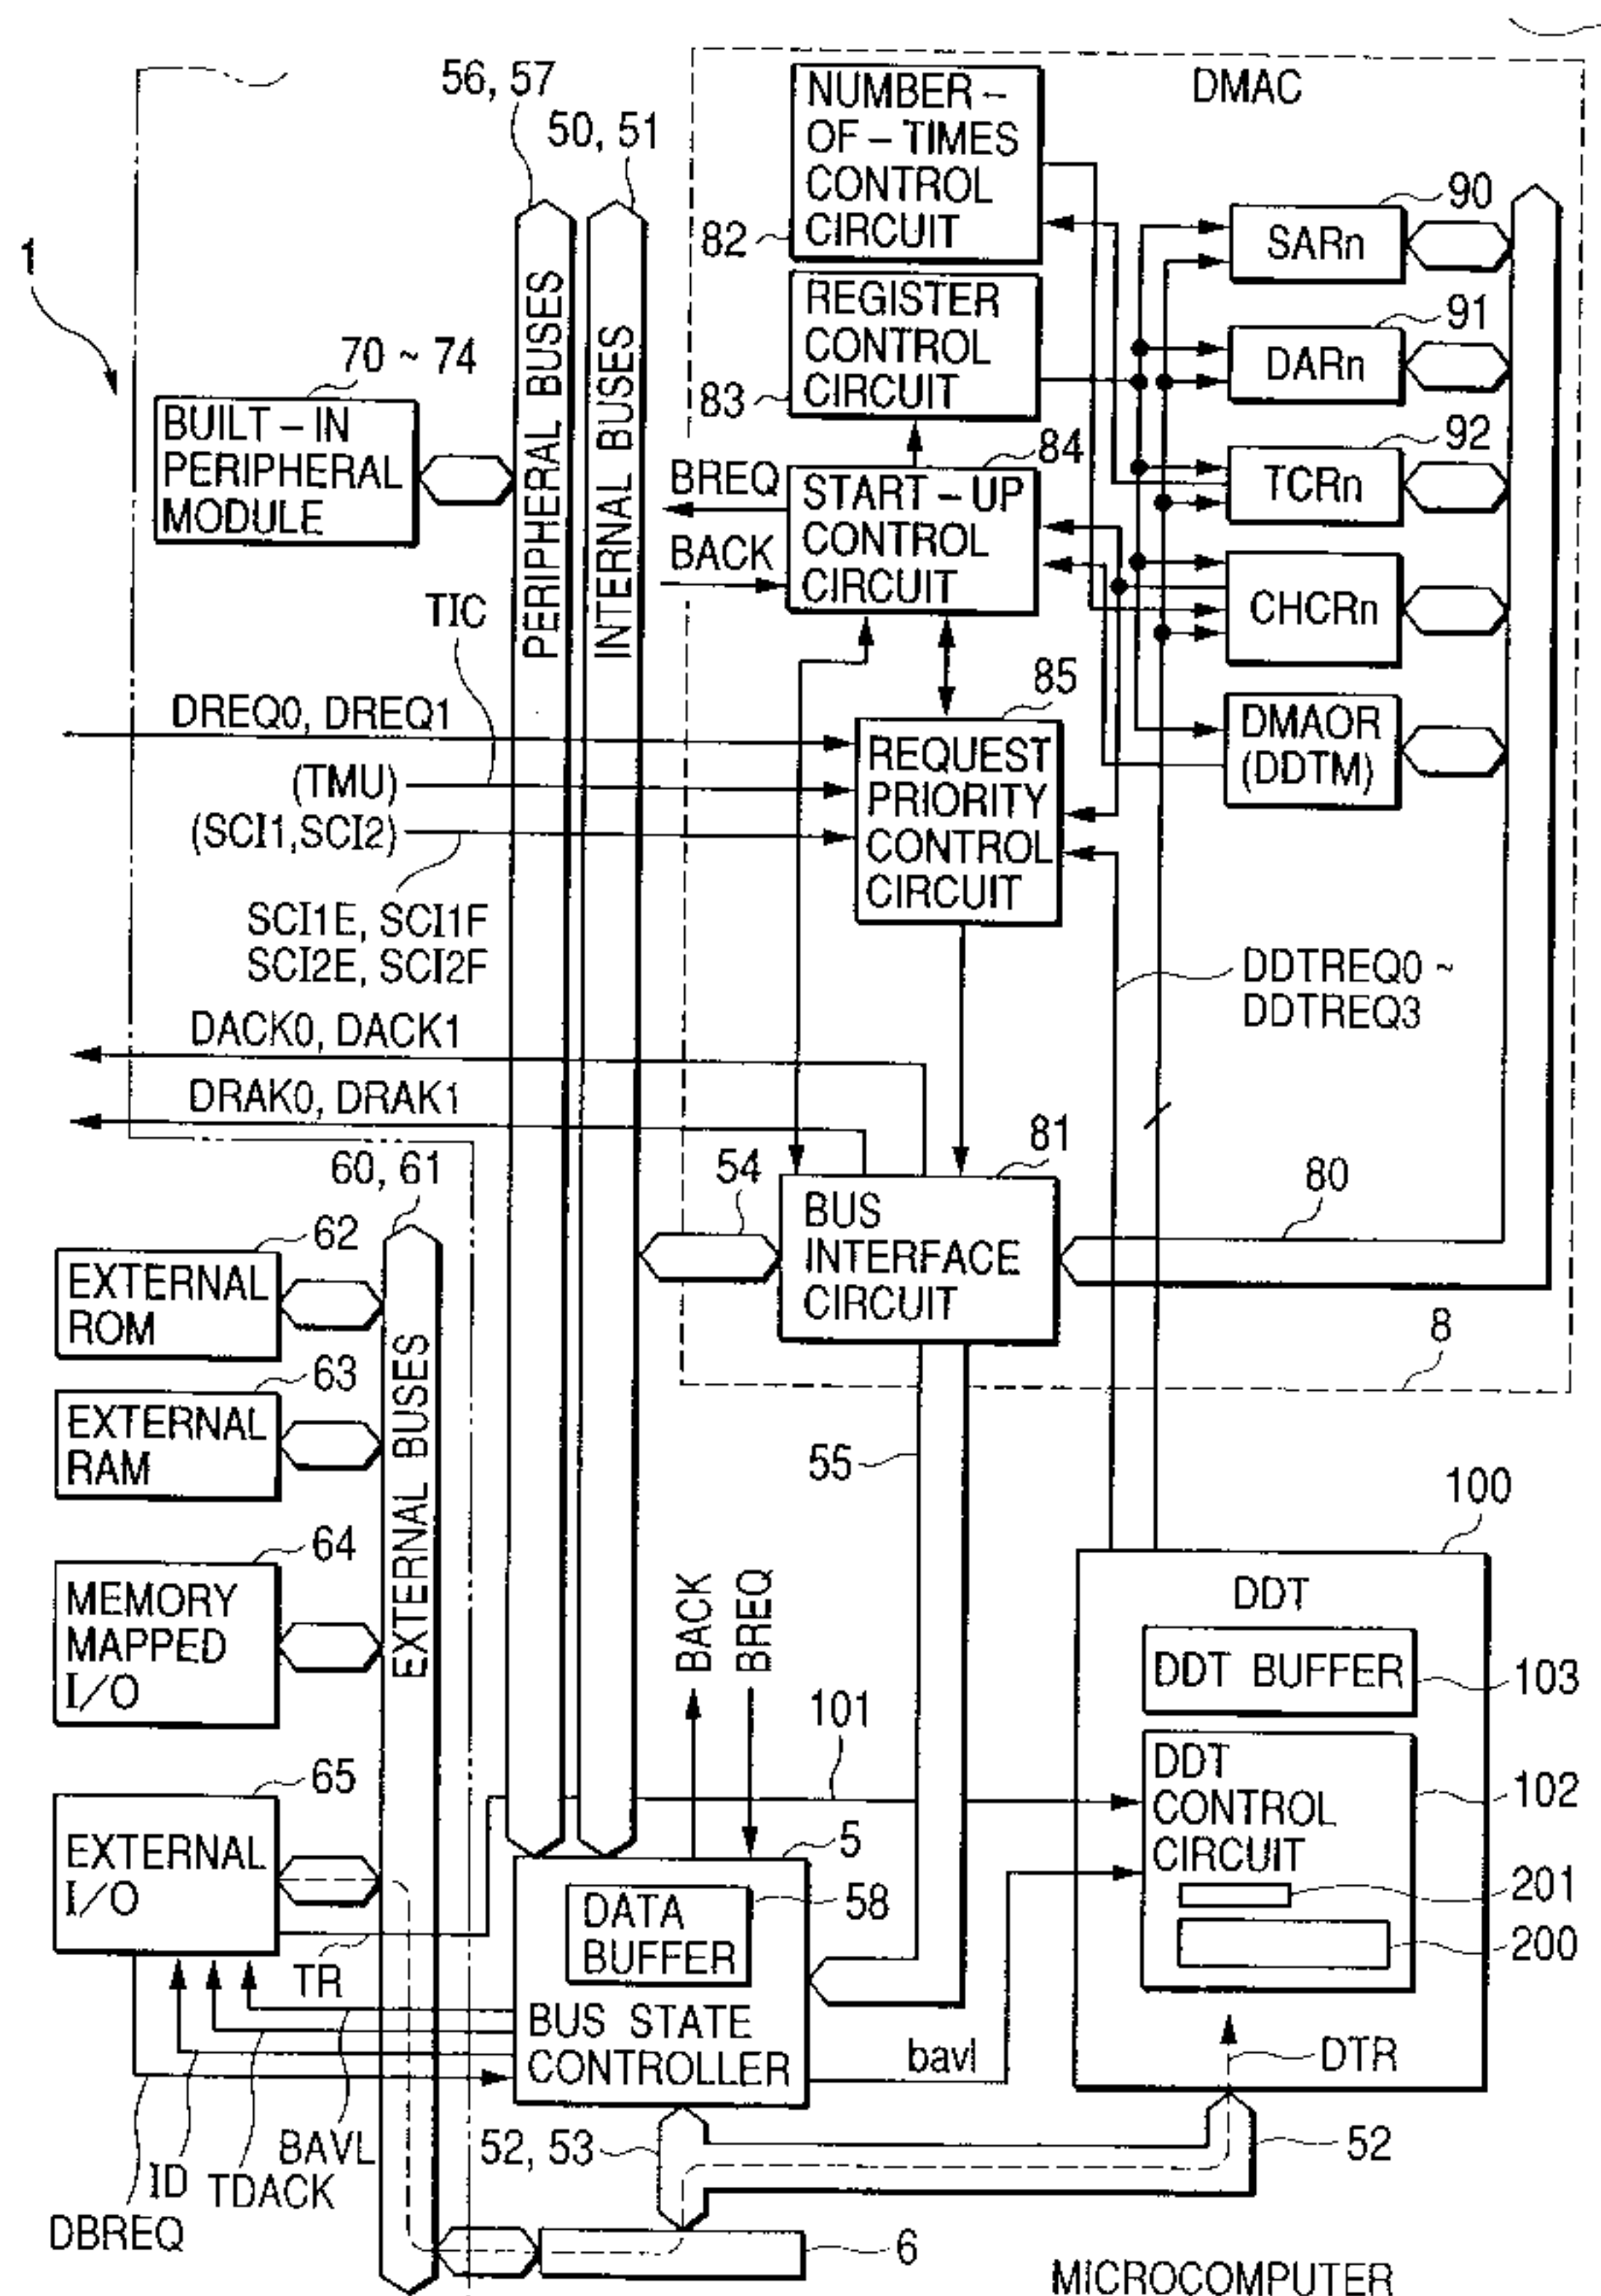 56, 57
50, 51
1
NUMBER –
OF – TIMES
CONTROL
CIRCUIT
82
DMAC
REGISTER
CONTROL
CIRCUIT
83
90
SARn
91
DARn
92
TCRn
CHCRn
DMAOR
(DDTM)
70 ~ 74
BUILT – IN
PERIPHERAL
MODULE
PERIPHERAL BUSES
INTERNAL BUSES
BREQ
BACK
84
START – UP
CONTROL
CIRCUIT
TIC
DREQ0, DREQ1
(TMU)
(SCI1,SCI2)
85
REQUEST
PRIORITY
CONTROL
CIRCUIT
SCI1E, SCI1F
SCI2E, SCI2F
DDTREQ0 ~
DDTREQ3
DACK0, DACK1
DRAK0, DRAK1
60, 61
54
81
BUS
INTERFACE
CIRCUIT
80
8
62
EXTERNAL
ROM
63
EXTERNAL
RAM
64
MEMORY
MAPPED
I/O
65
EXTERNAL
I/O
EXTERNAL BUSES
55
BACK
BREQ
101
100
DDT
DDT BUFFER
103
DDT
CONTROL
CIRCUIT
102
201
200
5
DATA
BUFFER
58
BUS STATE
CONTROLLER
TR
bavl
DTR
BAVL
ID
TDACK
DBREQ
52, 53
52
6
MICROCOMPUTER